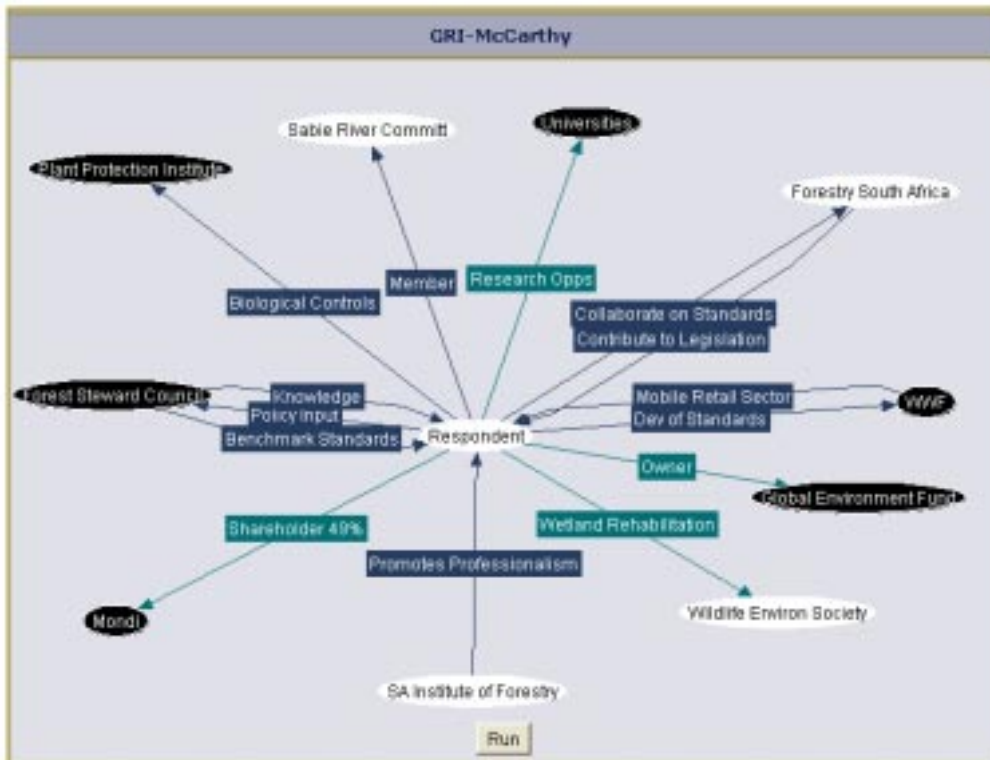 GRI-McCarthy
Sabie River Committ
Universities
Plant Protection Institute
Forestry South Africa
Research Opps
Member
Biological Controls
Collaborate on Standards
Contribute to Legislation
Forest Steward Council
Knowledge
Policy Input
Benchmark Standards
Respondent
Mobile Retail Sector
Dev of Standards
WWF
Owner
Global Environment Fund
Shareholder 49%
Wetland Rehabilitation
Promotes Professionalism
Mondi
Wildlife Environ Society
SA Institute of Forestry
Run